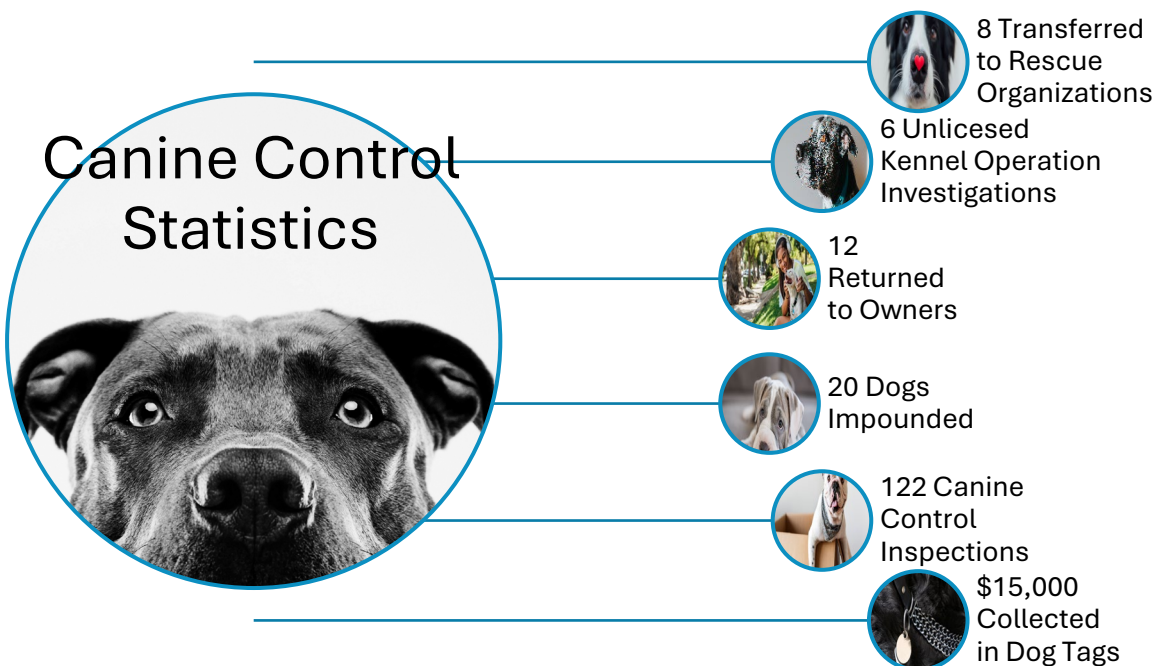 Canine Control
Statistics
8 Transferred
to Rescue
Organizations
6 Unlicesed
Kennel Operation
Investigations
12
Returned
to Owners
20 Dogs
Impounded
122 Canine
Control
Inspections
$15,000
Collected
in Dog Tags